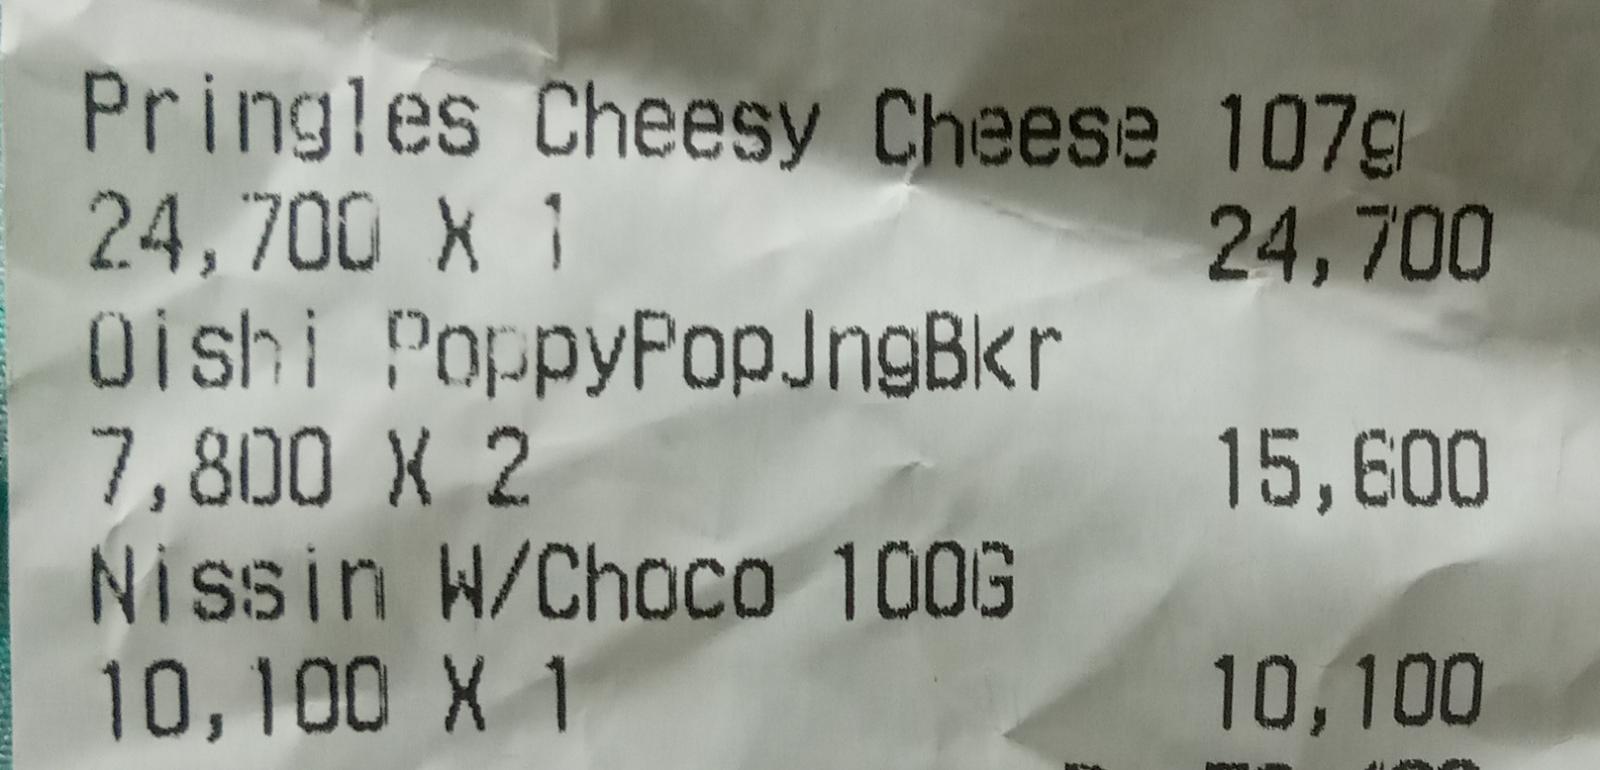 Pringles Cheesy Cheese 107g
24,700 X 1 24,700
Oishi PoppyPopJngBkr
7,800 X 2 15,600
Nissin W/Choco 100G
10,100 X 1 10,100